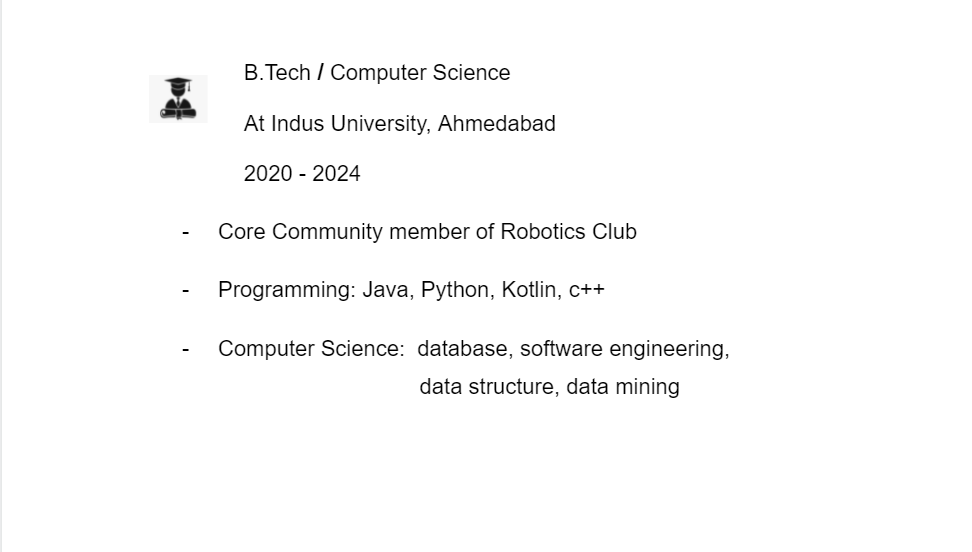 B.Tech / Computer Science
At Indus University, Ahmedabad
2020 - 2024
- Core Community member of Robotics Club
- Programming: Java, Python, Kotlin, c++
- Computer Science: database, software engineering,
data structure, data mining